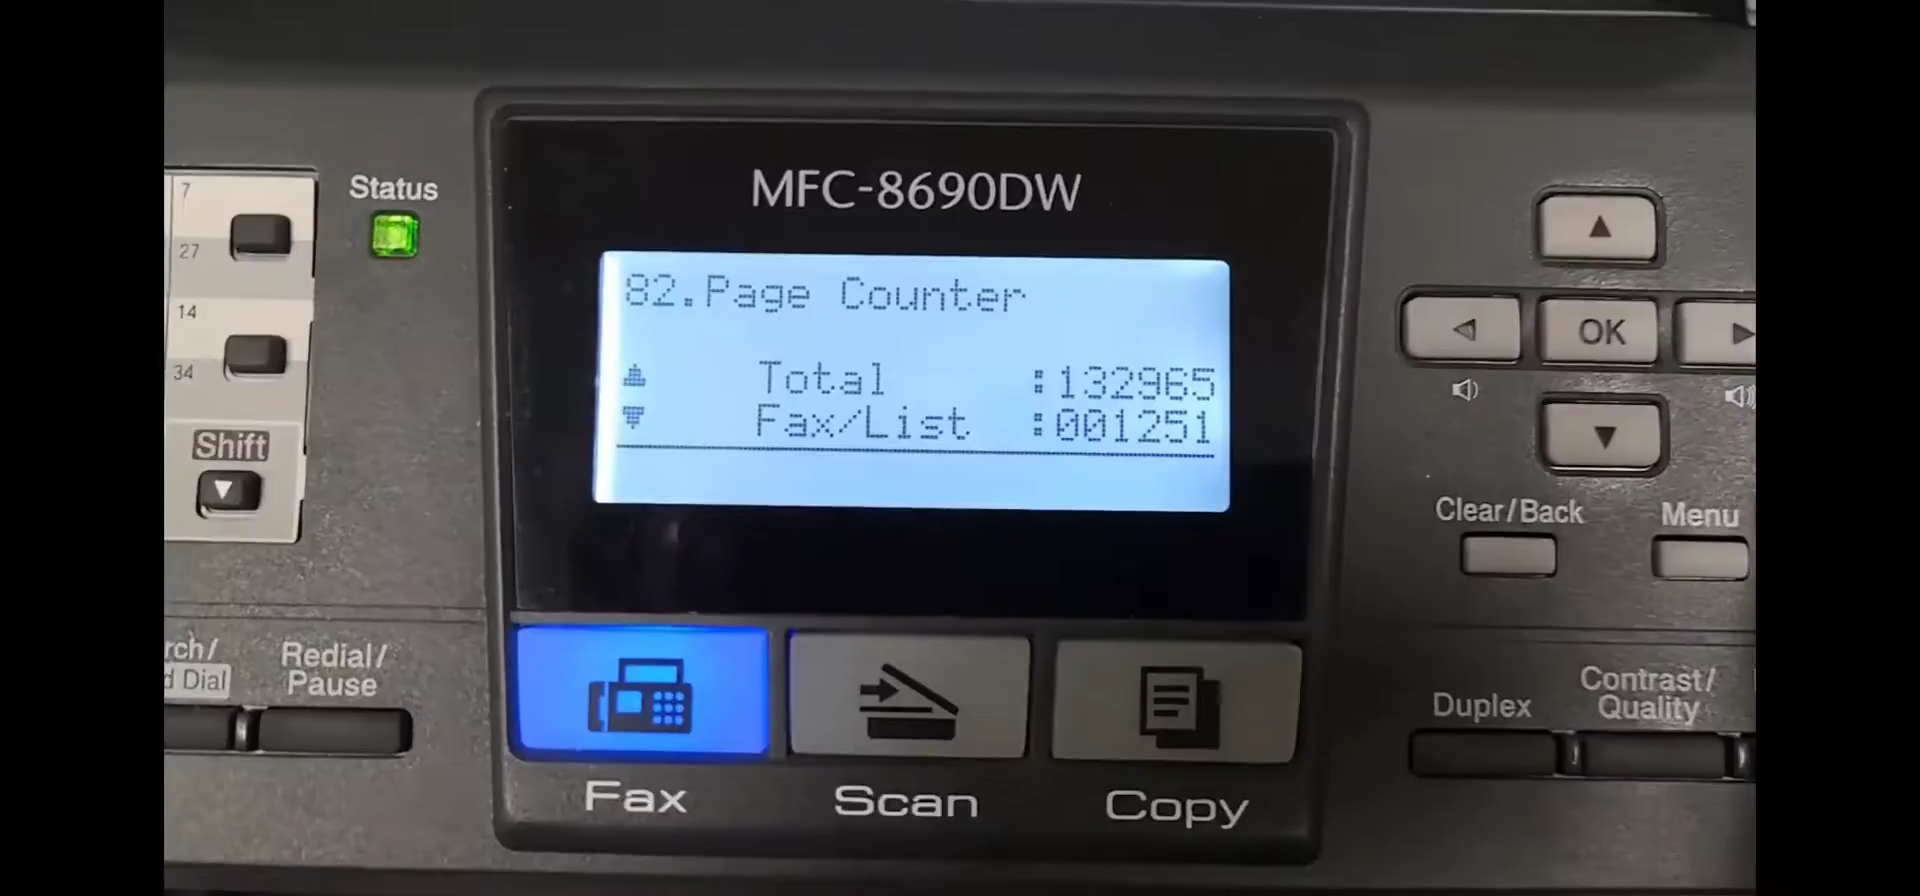 MFC-8690DW
82.Page Counter
Total :132965
Fax/List :001251
Status
7
27
14
34
Shift
rch/
d Dial
Redial/
Pause
Fax
Scan
Copy
OK
Clear/Back
Menu
Duplex
Contrast/
Quality